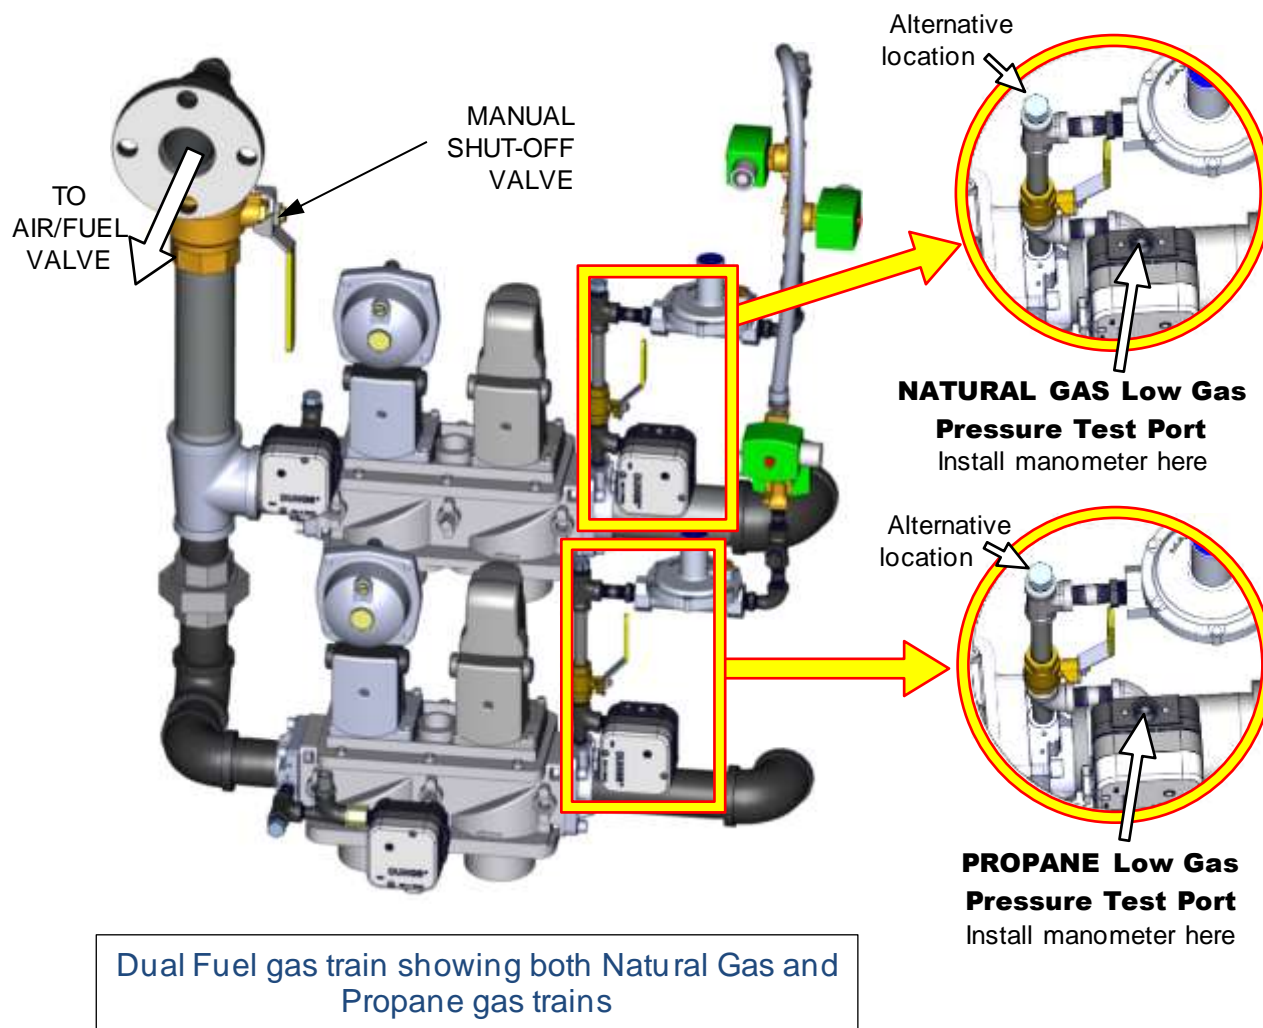 Alternative
location
MANUAL
SHUT-OFF
VALVE
TO
AIR/FUEL
VALVE
NATURAL GAS Low Gas
Pressure Test Port
Install manometer here
Alternative
location
PROPANE Low Gas
Pressure Test Port
Install manometer here
Dual Fuel gas train showing both Natural Gas and
Propane gas trains